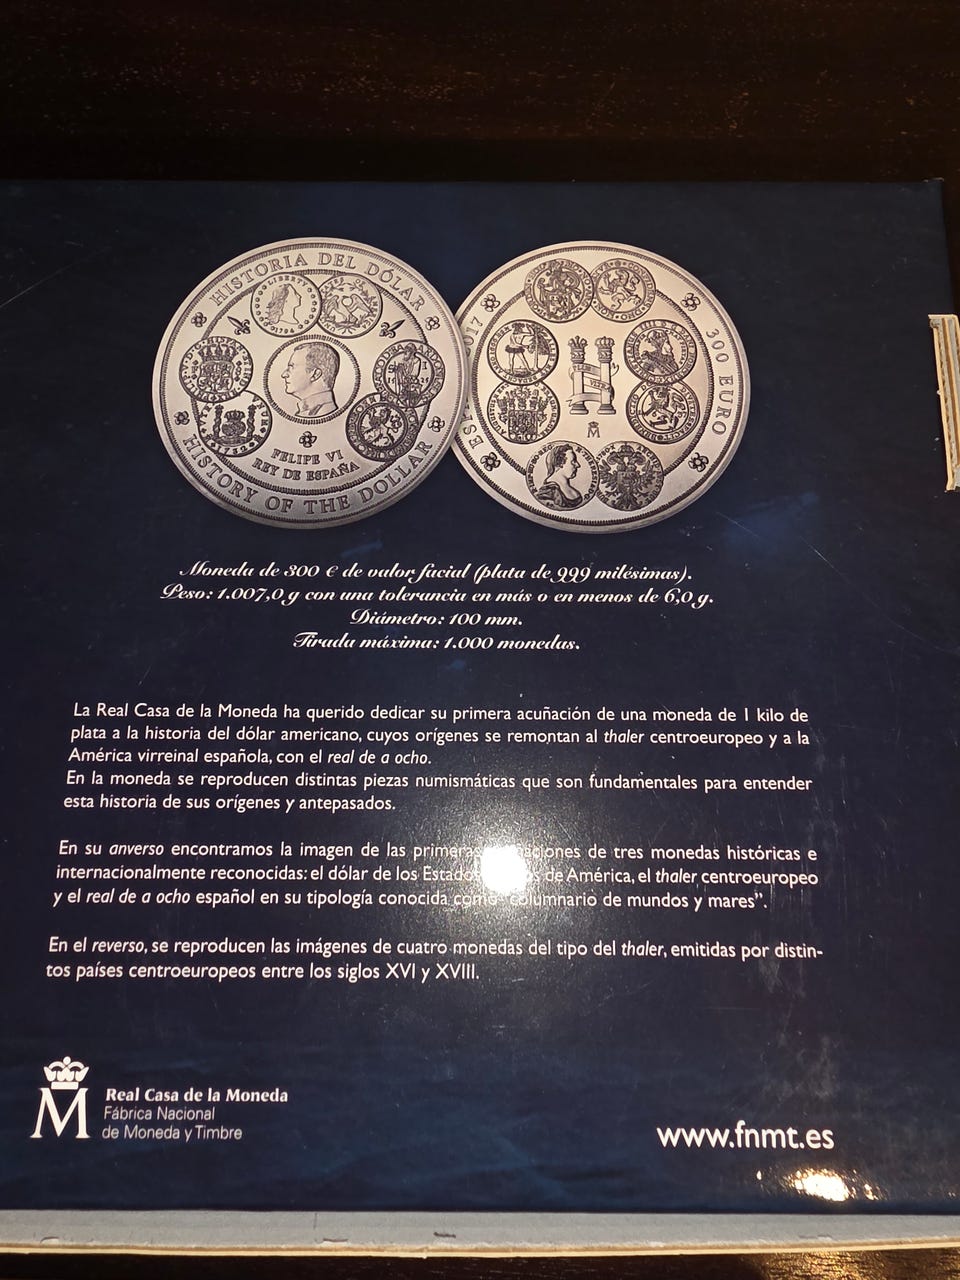 HISTORIA DEL DÓLAR
LIBERTY
1794
FELIPE VI
REY DE ESPAÑA
HISTORY OF THE DOLLAR
2017
300 EURO
Moneda de 300 € de valor facial (plata de 999 milésimas).
Peso: 1.007,0 g con una tolerancia en más o en menos de 6,0 g.
Diámetro: 100 mm.
Tirada máxima: 1.000 monedas.
La Real Casa de la Moneda ha querido dedicar su primera acuñación de una moneda de 1 kilo de
plata a la historia del dólar americano, cuyos orígenes se remontan al thaler centroeuropeo y a la
América virreinal española, con el real de a ocho.
En la moneda se reproducen distintas piezas numismáticas que son fundamentales para entender
esta historia de sus orígenes y antepasados.
En su anverso encontramos la imagen de las primeras de tres monedas históricas e
internacionalmente reconocidas: el dólar de los de América, el thaler centroeuropeo
y el real de a ocho español en su tipología conocida como columnario de mundos y mares”.
En el reverso, se reproducen las imágenes de cuatro monedas del tipo del thaler, emitidas por distin-
tos países centroeuropeos entre los siglos XVI y XVIII.
M
Real Casa de la Moneda
Fábrica Nacional
de Moneda y Timbre
www.fnmt.es